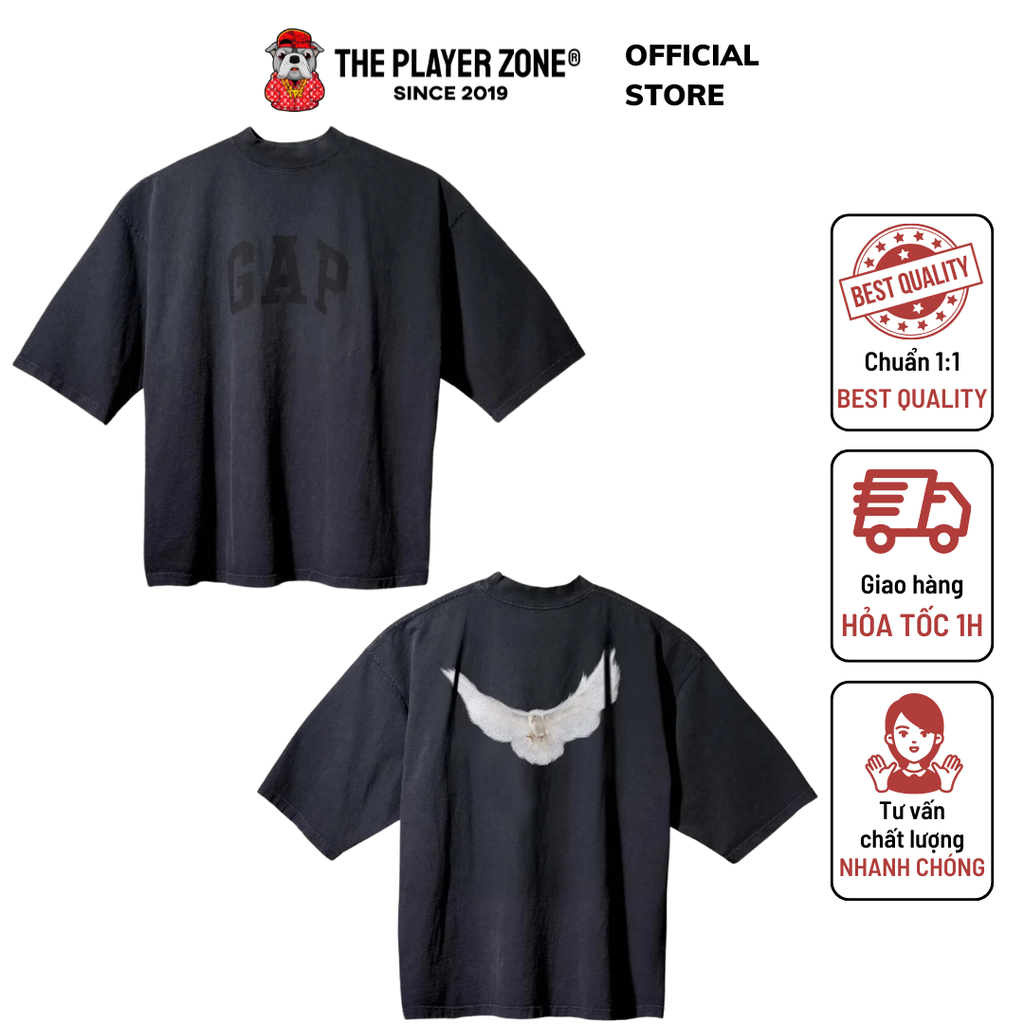 THE PLAYER ZONE®
SINCE 2019
OFFICIAL
STORE
GAP
BEST QUALITY
Chuẩn 1:1
BEST QUALITY
Giao hàng
HỎA TỐC 1H
Tư vấn
chất lượng
NHANH CHÓNG